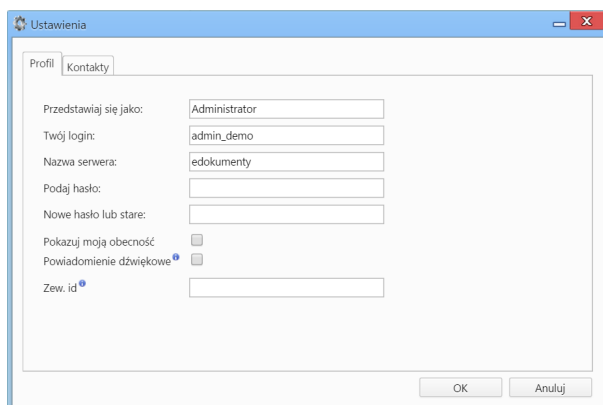 Ustawienia
Profil
Kontakty
Przedstawiaj się jako: Administrator
Twój login: admin_demo
Nazwa serwera: edokumenty
Podaj hasło:
Nowe hasło lub stare:
Pokazuj moją obecność
Powiadomienie dźwiękowe
Zew. id
OK Anuluj